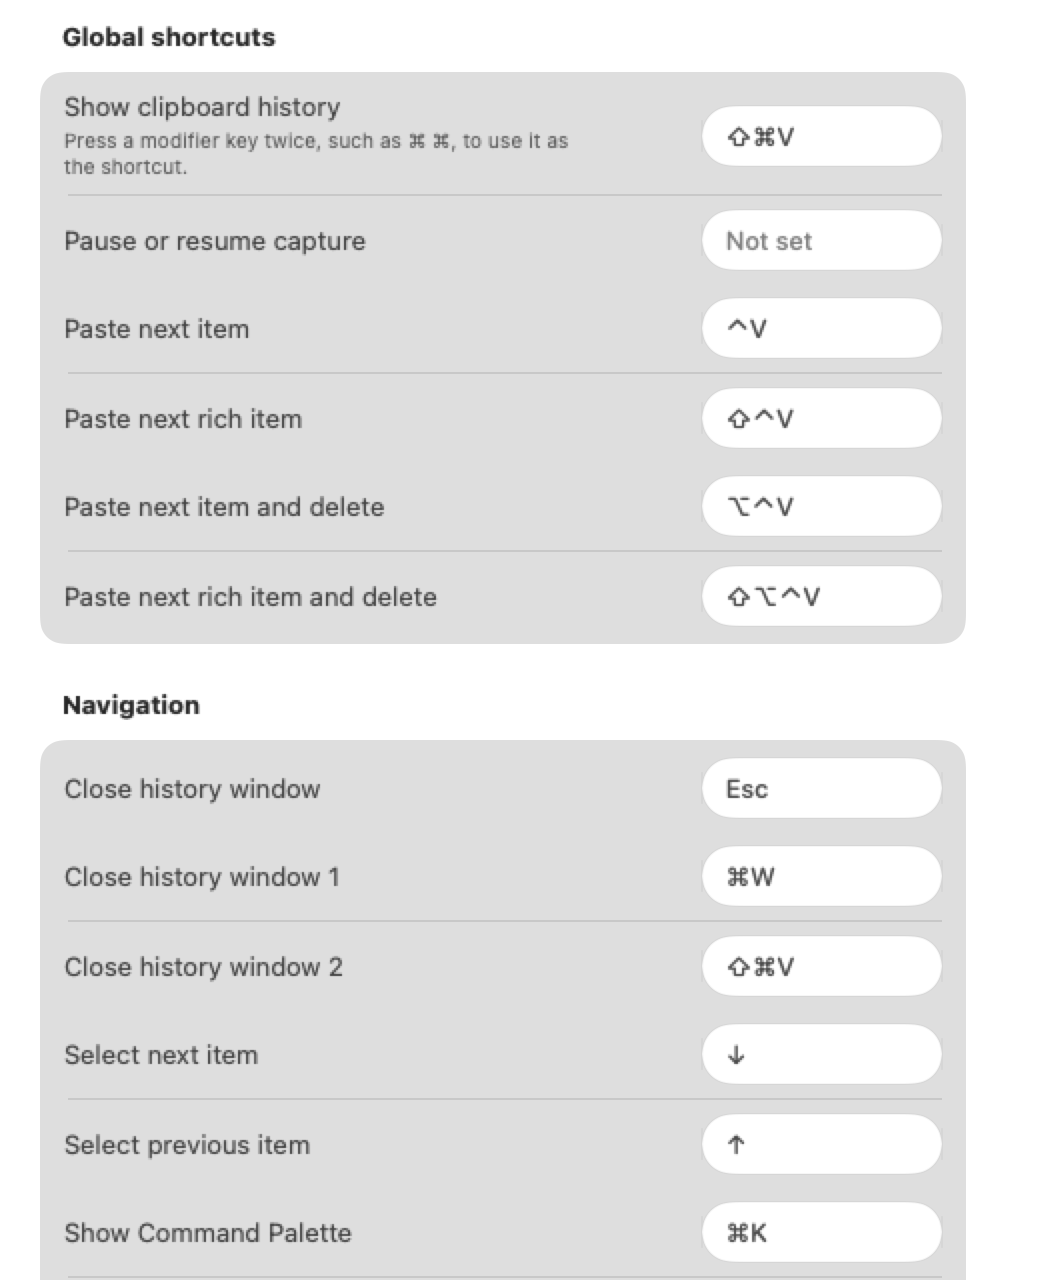 Global shortcuts
Show clipboard history
⇧⌘V
Press a modifier key twice, such as ⌘ ⌘, to use it as
the shortcut.
Pause or resume capture
Not set
Paste next item
^V
Paste next rich item
⇧^V
Paste next item and delete
⌥^V
Paste next rich item and delete
⇧⌥^V
Navigation
Close history window
Esc
Close history window 1
⌘W
Close history window 2
⇧⌘V
Select next item
↓
Select previous item
↑
Show Command Palette
⌘K